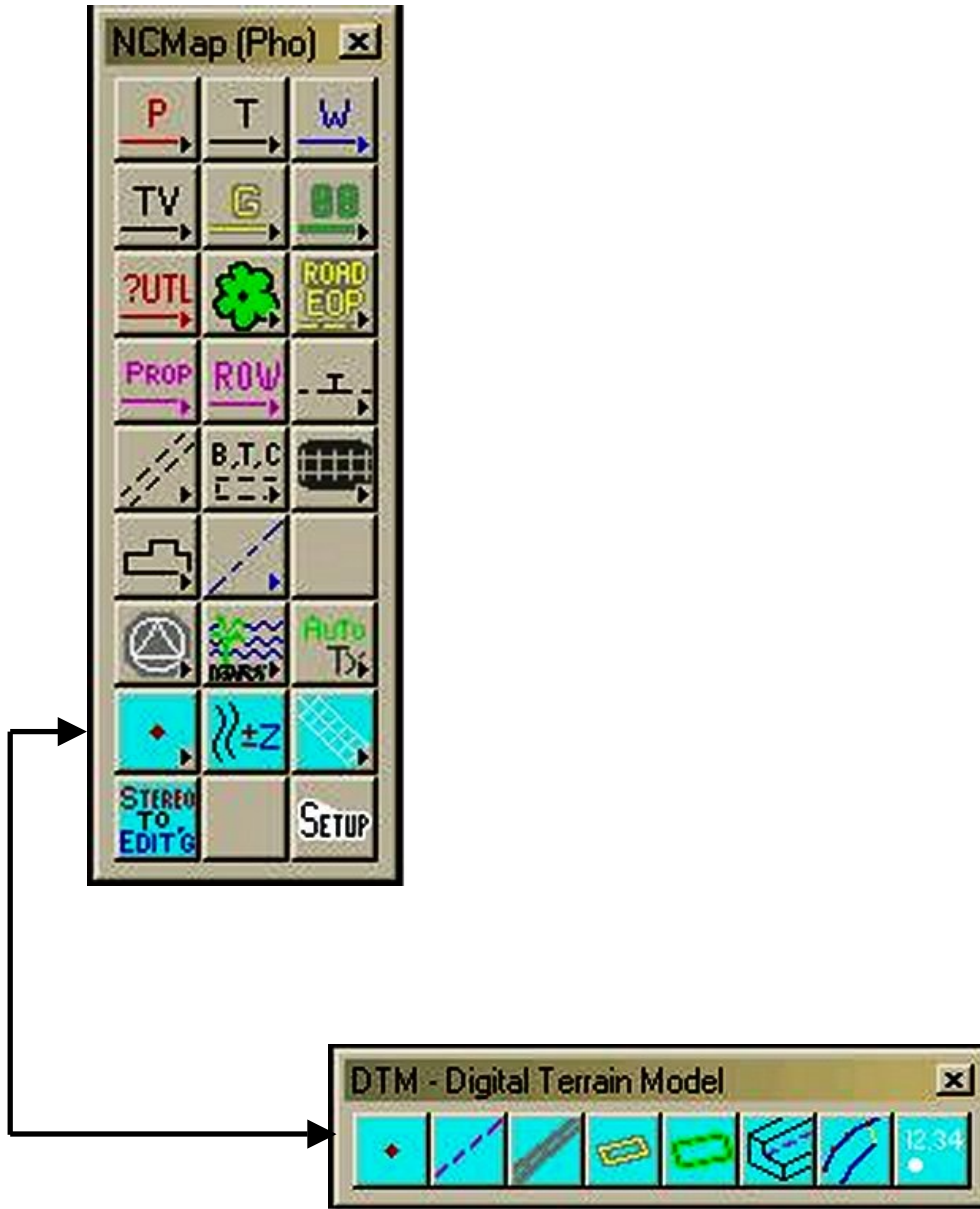 NCMap (Pho)
P T W
TV G
?UTL ROAD EOP
PROP ROW T
B,T,C
AUTO
±Z
STEREO TO EDIT'G SETUP
DTM - Digital Terrain Model
12.34